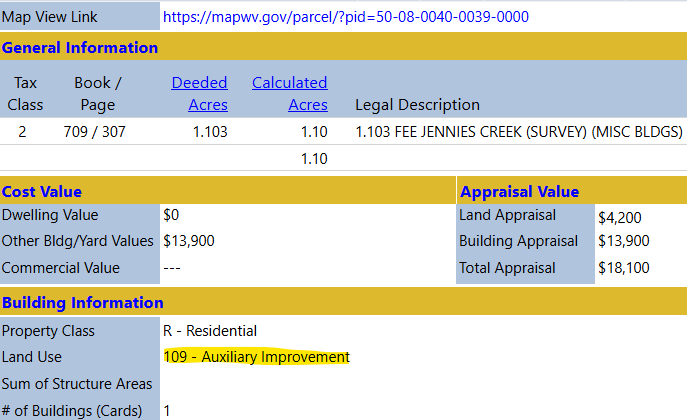 Map View Link https://mapwv.gov/parcel/?pid=50-08-0040-0039-0000
General Information
Tax Class Book / Page Deeded Acres Calculated Acres Legal Description
2 709 / 307 1.103 1.10 1.103 FEE JENNIES CREEK (SURVEY) (MISC BLDGS)
1.10
Cost Value Appraisal Value
Dwelling Value $0 Land Appraisal $4,200
Other Bldg/Yard Values $13,900 Building Appraisal $13,900
Commercial Value --- Total Appraisal $18,100
Building Information
Property Class R - Residential
Land Use 109 - Auxiliary Improvement
Sum of Structure Areas
# of Buildings (Cards) 1